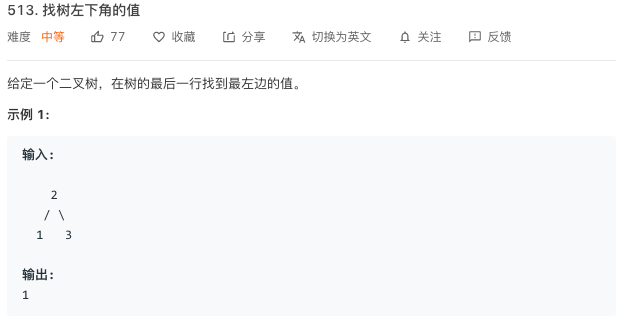 513. 找树左下角的值
难度 中等 77 收藏 分享 切换为英文 关注 反馈
给定一个二叉树，在树的最后一行找到最左边的值。
示例 1:
输入:
2
/ \
1 3
输出:
1